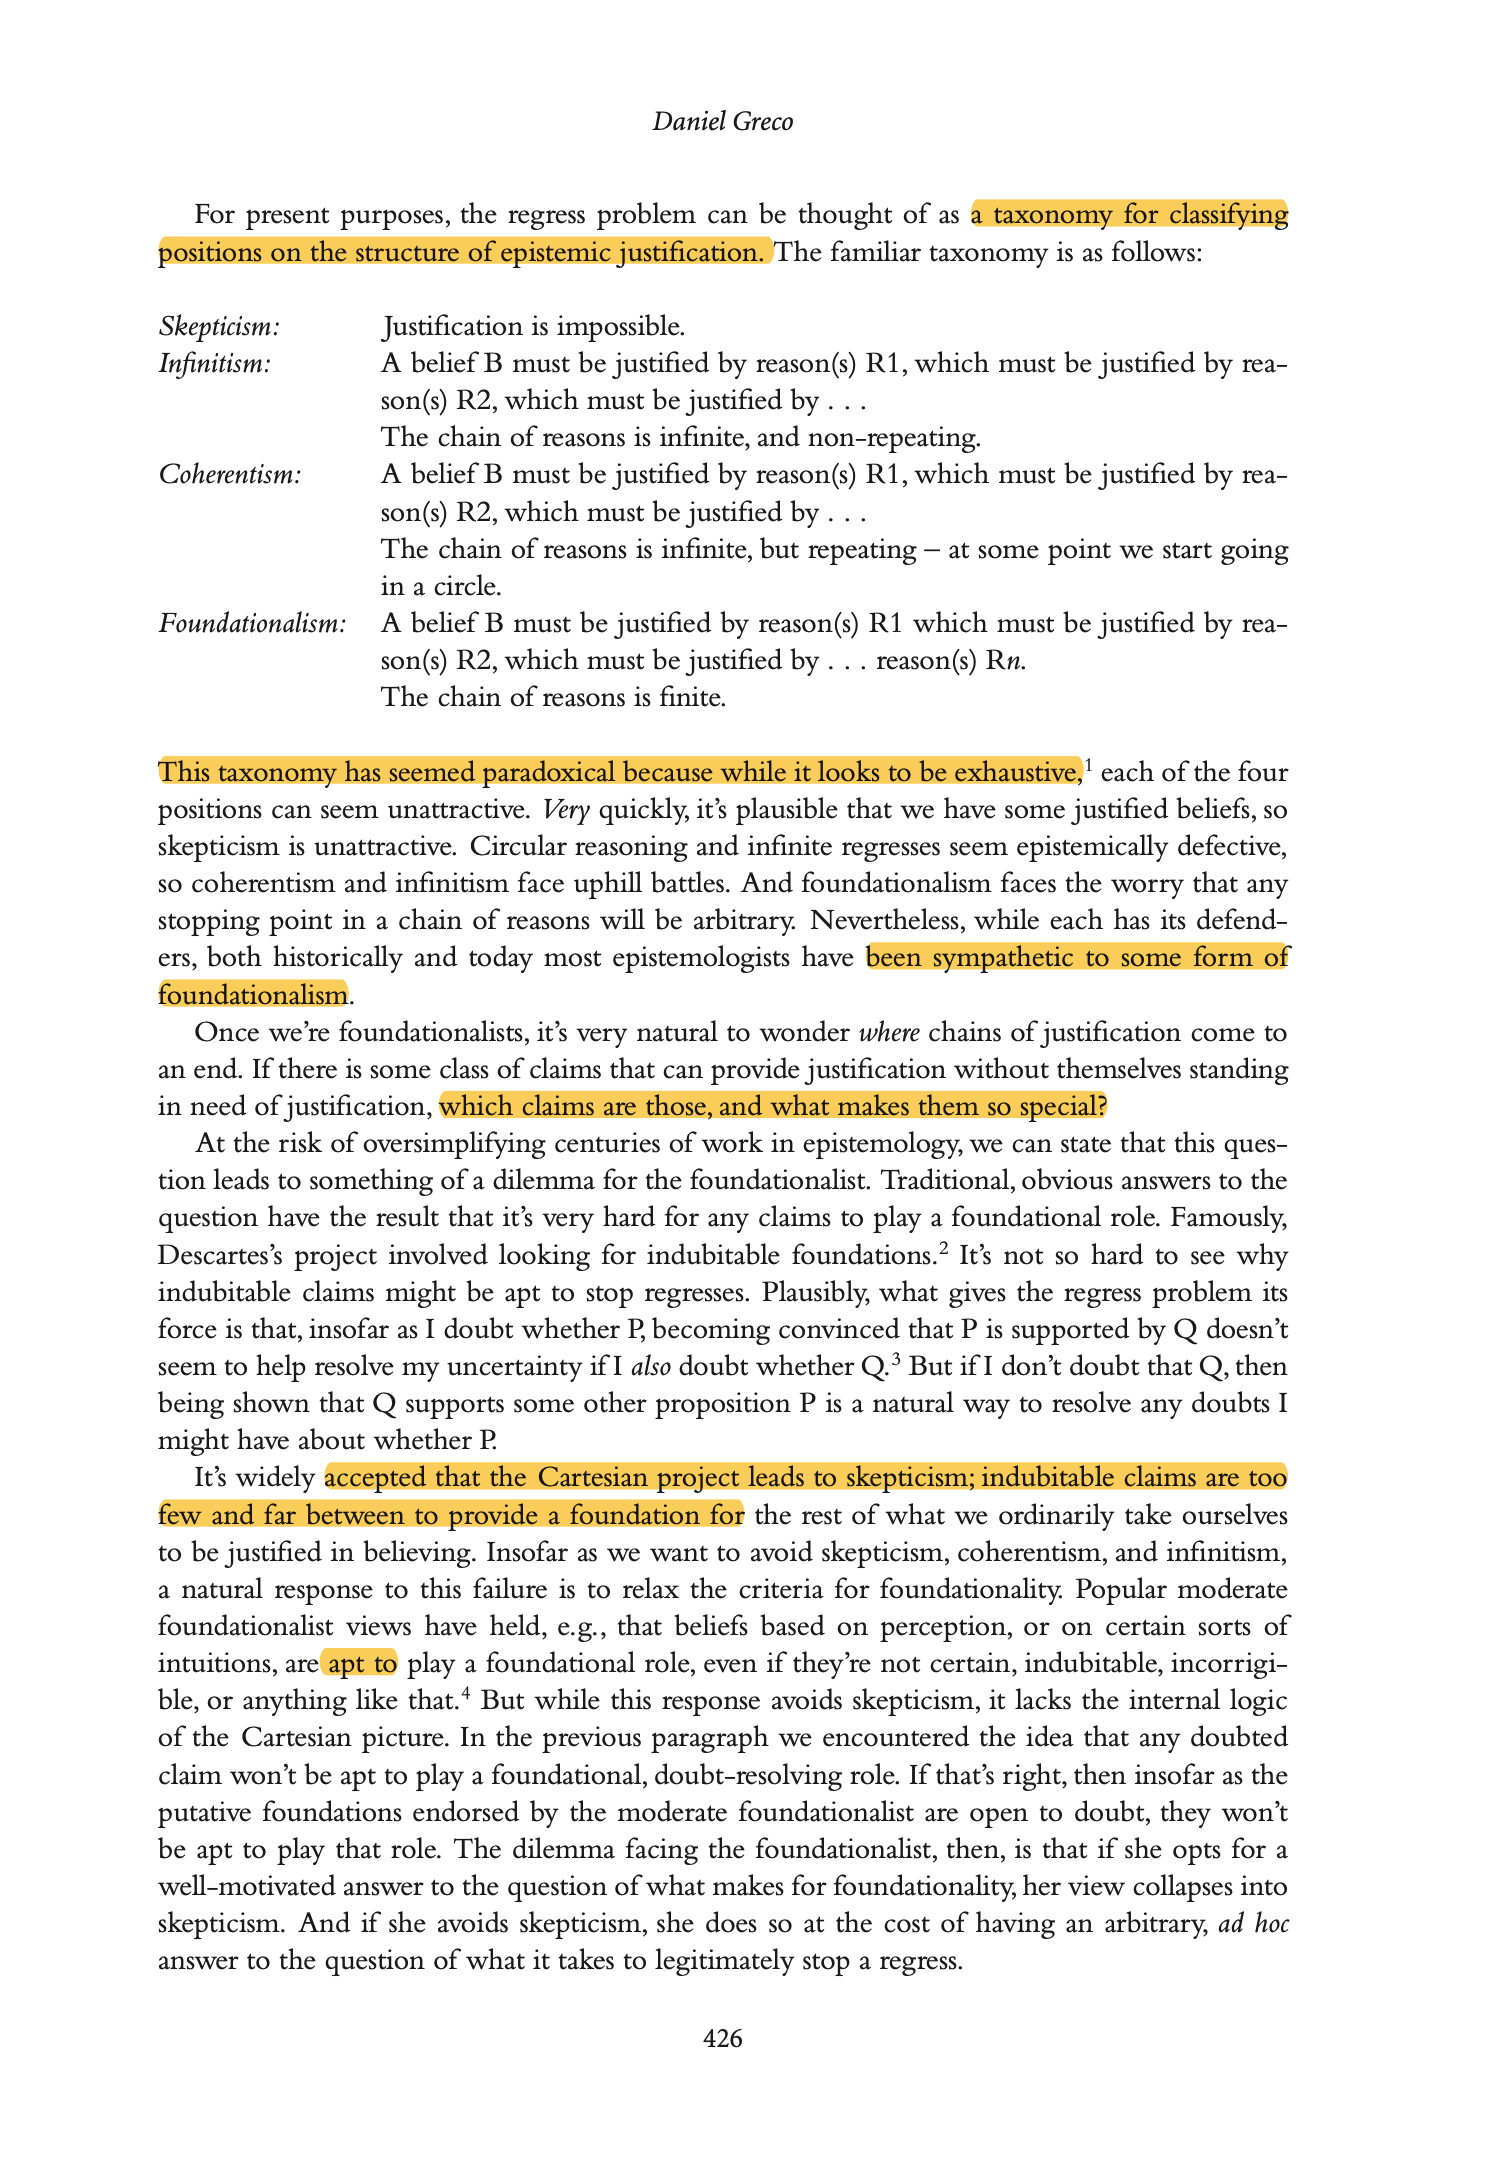 Daniel Greco
For present purposes, the regress problem can be thought of as a taxonomy for classifying
positions on the structure of epistemic justification. The familiar taxonomy is as follows:
Skepticism: Justification is impossible.
Infinitism: A belief B must be justified by reason(s) R1, which must be justified by rea-
son(s) R2, which must be justified by . . .
The chain of reasons is infinite, and non-repeating.
Coherentism: A belief B must be justified by reason(s) R1, which must be justified by rea-
son(s) R2, which must be justified by . . .
The chain of reasons is infinite, but repeating – at some point we start going
in a circle.
Foundationalism: A belief B must be justified by reason(s) R1 which must be justified by rea-
son(s) R2, which must be justified by . . . reason(s) Rn.
The chain of reasons is finite.
This taxonomy has seemed paradoxical because while it looks to be exhaustive,1 each of the four
positions can seem unattractive. Very quickly, it's plausible that we have some justified beliefs, so
skepticism is unattractive. Circular reasoning and infinite regresses seem epistemically defective,
so coherentism and infinitism face uphill battles. And foundationalism faces the worry that any
stopping point in a chain of reasons will be arbitrary. Nevertheless, while each has its defend-
ers, both historically and today most epistemologists have been sympathetic to some form of
foundationalism.
Once we're foundationalists, it's very natural to wonder where chains of justification come to
an end. If there is some class of claims that can provide justification without themselves standing
in need of justification, which claims are those, and what makes them so special?
At the risk of oversimplifying centuries of work in epistemology, we can state that this ques-
tion leads to something of a dilemma for the foundationalist. Traditional, obvious answers to the
question have the result that it's very hard for any claims to play a foundational role. Famously,
Descartes's project involved looking for indubitable foundations.2 It's not so hard to see why
indubitable claims might be apt to stop regresses. Plausibly, what gives the regress problem its
force is that, insofar as I doubt whether P, becoming convinced that P is supported by Q doesn't
seem to help resolve my uncertainty if I also doubt whether Q.3 But if I don't doubt that Q, then
being shown that Q supports some other proposition P is a natural way to resolve any doubts I
might have about whether P.
It's widely accepted that the Cartesian project leads to skepticism; indubitable claims are too
few and far between to provide a foundation for the rest of what we ordinarily take ourselves
to be justified in believing. Insofar as we want to avoid skepticism, coherentism, and infinitism,
a natural response to this failure is to relax the criteria for foundationality. Popular moderate
foundationalist views have held, e.g., that beliefs based on perception, or on certain sorts of
intuitions, are apt to play a foundational role, even if they're not certain, indubitable, incorrigi-
ble, or anything like that.4 But while this response avoids skepticism, it lacks the internal logic
of the Cartesian picture. In the previous paragraph we encountered the idea that any doubted
claim won't be apt to play a foundational, doubt-resolving role. If that's right, then insofar as the
putative foundations endorsed by the moderate foundationalist are open to doubt, they won't
be apt to play that role. The dilemma facing the foundationalist, then, is that if she opts for a
well-motivated answer to the question of what makes for foundationality, her view collapses into
skepticism. And if she avoids skepticism, she does so at the cost of having an arbitrary, ad hoc
answer to the question of what it takes to legitimately stop a regress.
426